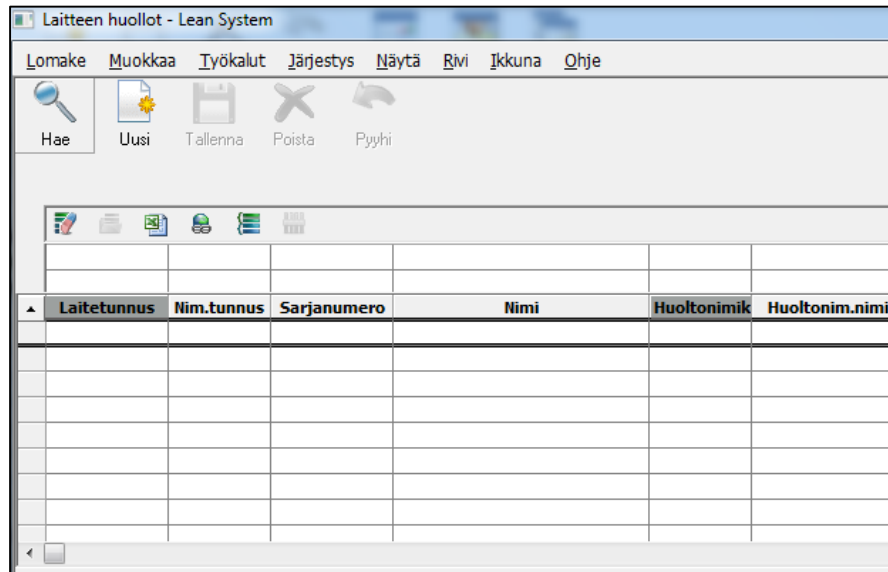 Laitteen huollot - Lean System
Lomake Muokkaa Työkalut Järjestys Näytä Rivi Ikkuna Ohje
Hae Uusi Tallenna Poista Pyyhi
Laitetunnus Nim.tunnus Sarjanumero Nimi Huoltonimik Huoltonim.nimi